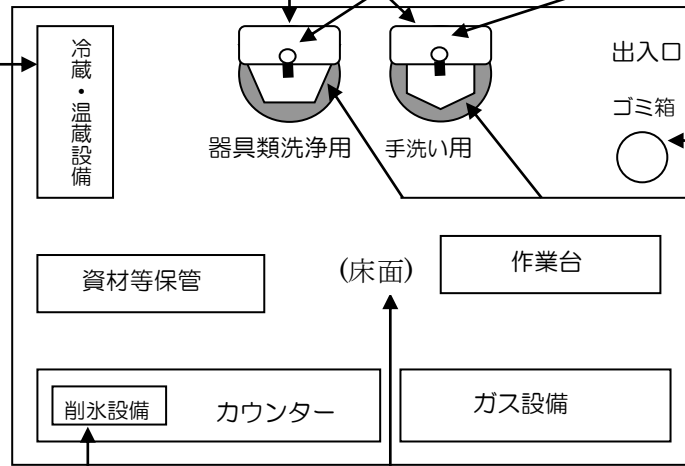 冷蔵・温蔵設備
器具類洗浄用
手洗い用
出入口
ゴミ箱
資材等保管
(床面)
作業台
削氷設備
カウンター
ガス設備